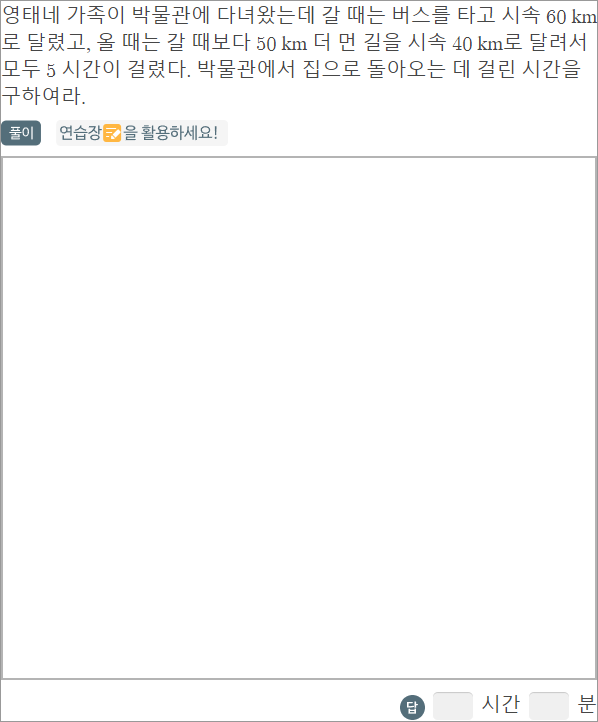 영태네 가족이 박물관에 다녀왔는데 갈 때는 버스를 타고 시속 60 km
로 달렸고, 올 때는 갈 때보다 50 km 더 먼 길을 시속 40 km로 달려서
모두 5 시간이 걸렸다. 박물관에서 집으로 돌아오는 데 걸린 시간을
구하여라.
풀이 연습장을 활용하세요!
답 시간 분